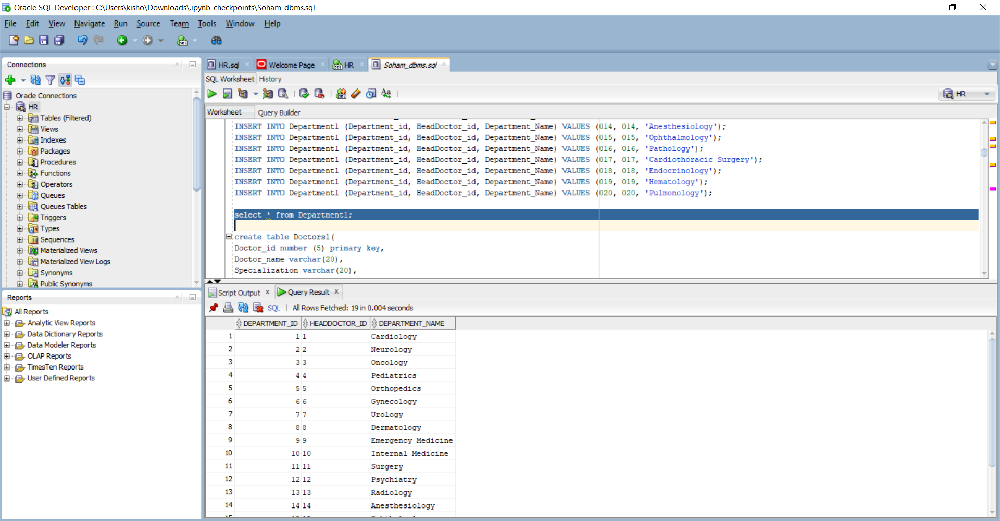 Oracle SQL Developer : C:\Users\kisho\Downloads\.ipynb_checkpoints\Soham_dbms.sql
File Edit View Navigate Run Source Team Tools Window Help
Connections
Oracle Connections
HR
Tables (Filtered)
Views
Indexes
Packages
Procedures
Functions
Operators
Queues
Queues Tables
Triggers
Types
Sequences
Materialized Views
Materialized View Logs
Synonyms
Public Synonyms
Reports
All Reports
Analytic View Reports
Data Dictionary Reports
Data Modeler Reports
OLAP Reports
TimesTen Reports
User Defined Reports
HR.sql Welcome Page HR Soham_dbms.sql
SQL Worksheet History
HR
Worksheet Query Builder
INSERT INTO Department1 (Department_id, HeadDoctor_id, Department_Name) VALUES (014, 014, 'Anesthesiology');
INSERT INTO Department1 (Department_id, HeadDoctor_id, Department_Name) VALUES (015, 015, 'Ophthalmology');
INSERT INTO Department1 (Department_id, HeadDoctor_id, Department_Name) VALUES (016, 016, 'Pathology');
INSERT INTO Department1 (Department_id, HeadDoctor_id, Department_Name) VALUES (017, 017, 'Cardiothoracic Surgery');
INSERT INTO Department1 (Department_id, HeadDoctor_id, Department_Name) VALUES (018, 018, 'Endocrinology');
INSERT INTO Department1 (Department_id, HeadDoctor_id, Department_Name) VALUES (019, 019, 'Hematology');
INSERT INTO Department1 (Department_id, HeadDoctor_id, Department_Name) VALUES (020, 020, 'Pulmonology');
select * from Department1;
create table Doctors1(
Doctor_id number (5) primary key,
Doctor_name varchar(20),
Specialization varchar(20),
Script Output x Query Result x
SQL | All Rows Fetched: 19 in 0.004 seconds
DEPARTMENT_ID HEADDOCTOR_ID DEPARTMENT_NAME
1 1 1 Cardiology
2 2 2 Neurology
3 3 3 Oncology
4 4 4 Pediatrics
5 5 5 Orthopedics
6 6 6 Gynecology
7 7 7 Urology
8 8 8 Dermatology
9 9 9 Emergency Medicine
10 10 10 Internal Medicine
11 11 11 Surgery
12 12 12 Psychiatry
13 13 13 Radiology
14 14 14 Anesthesiology